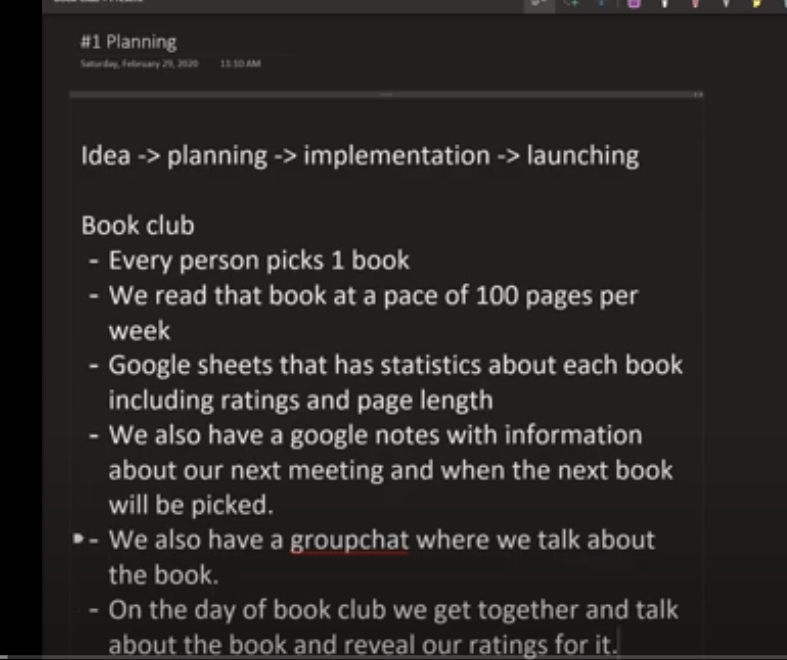 #1 Planning
Saturday, February 29, 2020 11:10 AM
Idea -> planning -> implementation -> launching
Book club
- Every person picks 1 book
- We read that book at a pace of 100 pages per
week
- Google sheets that has statistics about each book
including ratings and page length
- We also have a google notes with information
about our next meeting and when the next book
will be picked.
- We also have a groupchat where we talk about
the book.
- On the day of book club we get together and talk
about the book and reveal our ratings for it.